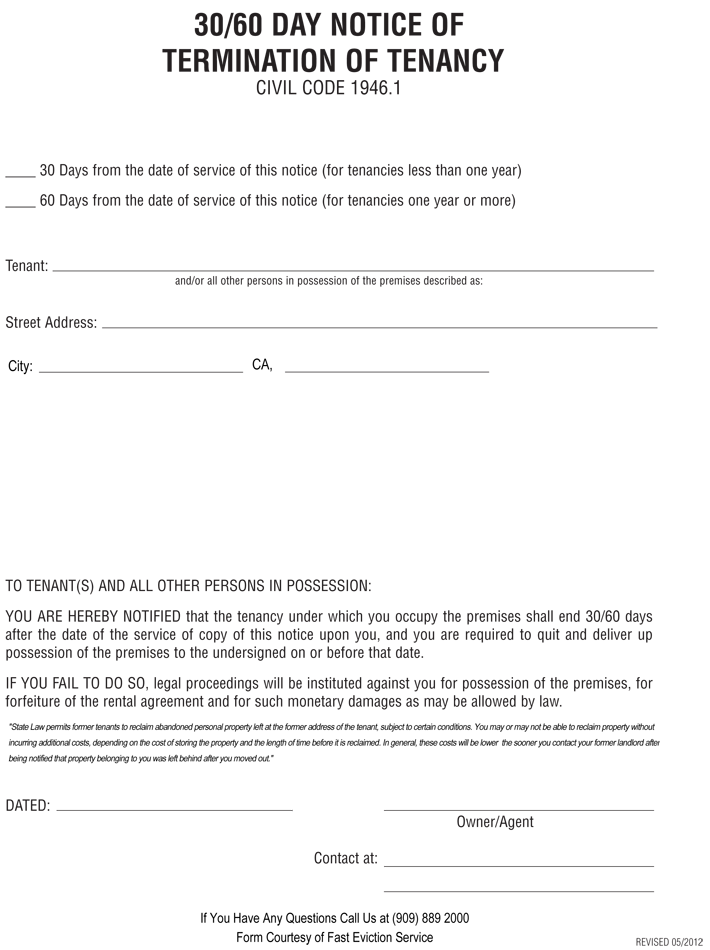 30/60 DAY NOTICE OF
TERMINATION OF TENANCY
CIVIL CODE 1946.1
____ 30 Days from the date of service of this notice (for tenancies less than one year)
____ 60 Days from the date of service of this notice (for tenancies one year or more)
Tenant:
and/or all other persons in possession of the premises described as:
Street Address:
City: CA,
TO TENANT(S) AND ALL OTHER PERSONS IN POSSESSION:
YOU ARE HEREBY NOTIFIED that the tenancy under which you occupy the premises shall end 30/60 days
after the date of the service of copy of this notice upon you, and you are required to quit and deliver up
possession of the premises to the undersigned on or before that date.
IF YOU FAIL TO DO SO, legal proceedings will be instituted against you for possession of the premises, for
forfeiture of the rental agreement and for such monetary damages as may be allowed by law.
"State Law permits former tenants to reclaim abandoned personal property left at the former address of the tenant, subject to certain conditions. You may or may not be able to reclaim property without
incurring additional costs, depending on the cost of storing the property and the length of time before it is reclaimed. In general, these costs will be lower the sooner you contact your former landlord after
being notified that property belonging to you was left behind after you moved out."
DATED:
Owner/Agent
Contact at:
If You Have Any Questions Call Us at (909) 889 2000
Form Courtesy of Fast Eviction Service
REVISED 05/2012